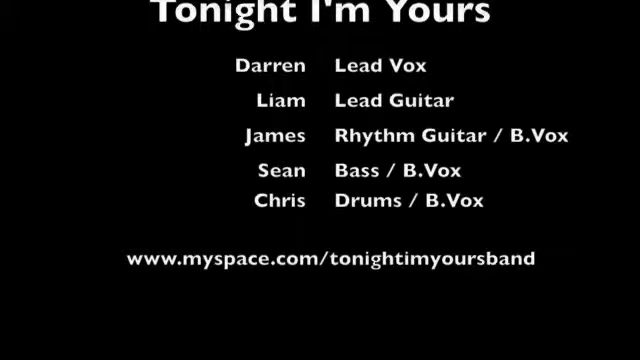 Tonight I'm Yours
Darren Lead Vox
Liam Lead Guitar
James Rhythm Guitar / B.Vox
Sean Bass / B.Vox
Chris Drums / B.Vox
www.myspace.com/tonightimyoursband